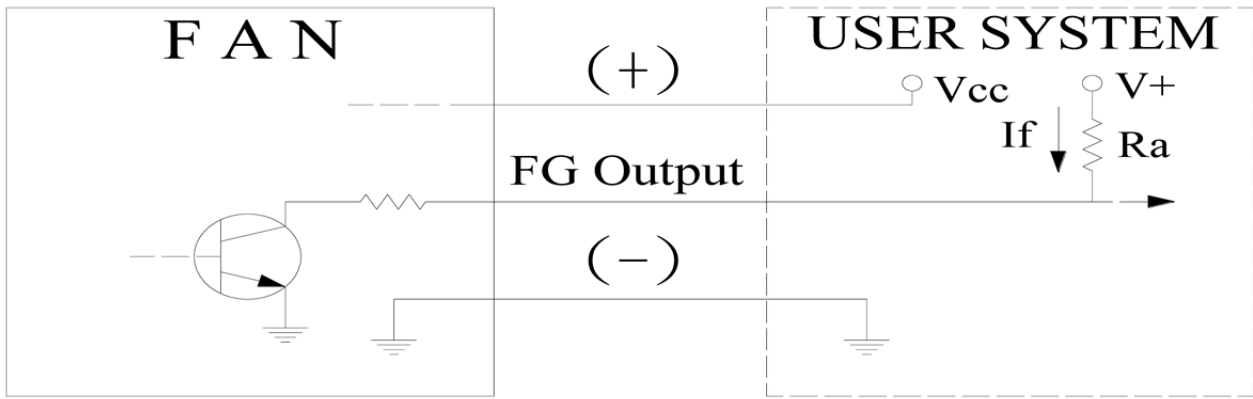 F A N
USER SYSTEM
(+)
Vcc
V+
If
Ra
FG Output
(-)